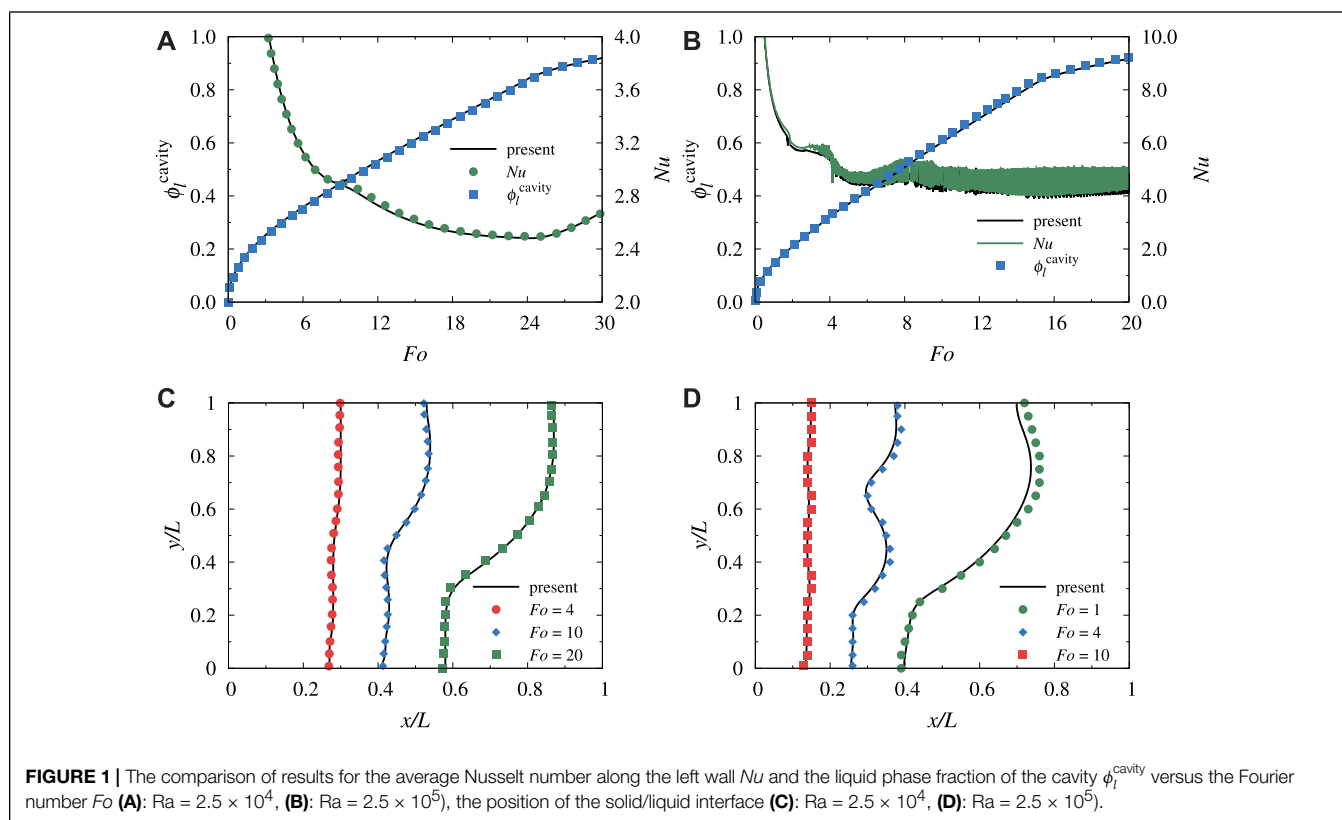 A
1.0
0.8
0.6
0.4
0.2
0.0
ϕ_l^cavity
4.0
3.6
3.2
2.8
2.4
2.0
Nu
present
Nu
ϕ_l^cavity
0 6 12 18 24 30
Fo
B
1.0
0.8
0.6
0.4
0.2
0.0
ϕ_l^cavity
10.0
8.0
6.0
4.0
2.0
0.0
Nu
present
Nu
ϕ_l^cavity
0 4 8 12 16 20
Fo
C
1
0.8
0.6
0.4
0.2
0
y/L
present
Fo = 4
Fo = 10
Fo = 20
0 0.2 0.4 0.6 0.8 1
x/L
D
1
0.8
0.6
0.4
0.2
0
y/L
present
Fo = 1
Fo = 4
Fo = 10
0 0.2 0.4 0.6 0.8 1
x/L
FIGURE 1 | The comparison of results for the average Nusselt number along the left wall Nu and the liquid phase fraction of the cavity ϕ_l^cavity versus the Fourier
number Fo (A): Ra = 2.5 × 10⁴, (B): Ra = 2.5 × 10⁵), the position of the solid/liquid interface (C): Ra = 2.5 × 10⁴, (D): Ra = 2.5 × 10⁵).